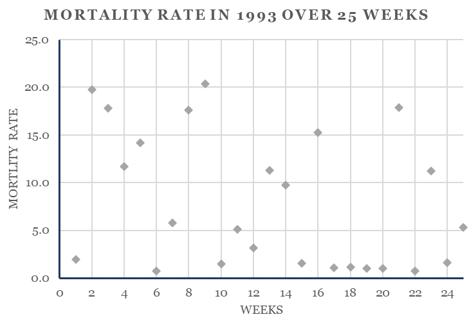 MORTALITY RATE IN 1993 OVER 25 WEEKS
25.0
20.0
15.0
10.0
5.0
0.0
MORTLITY RATE
0 2 4 6 8 10 12 14 16 18 20 22 24
WEEKS